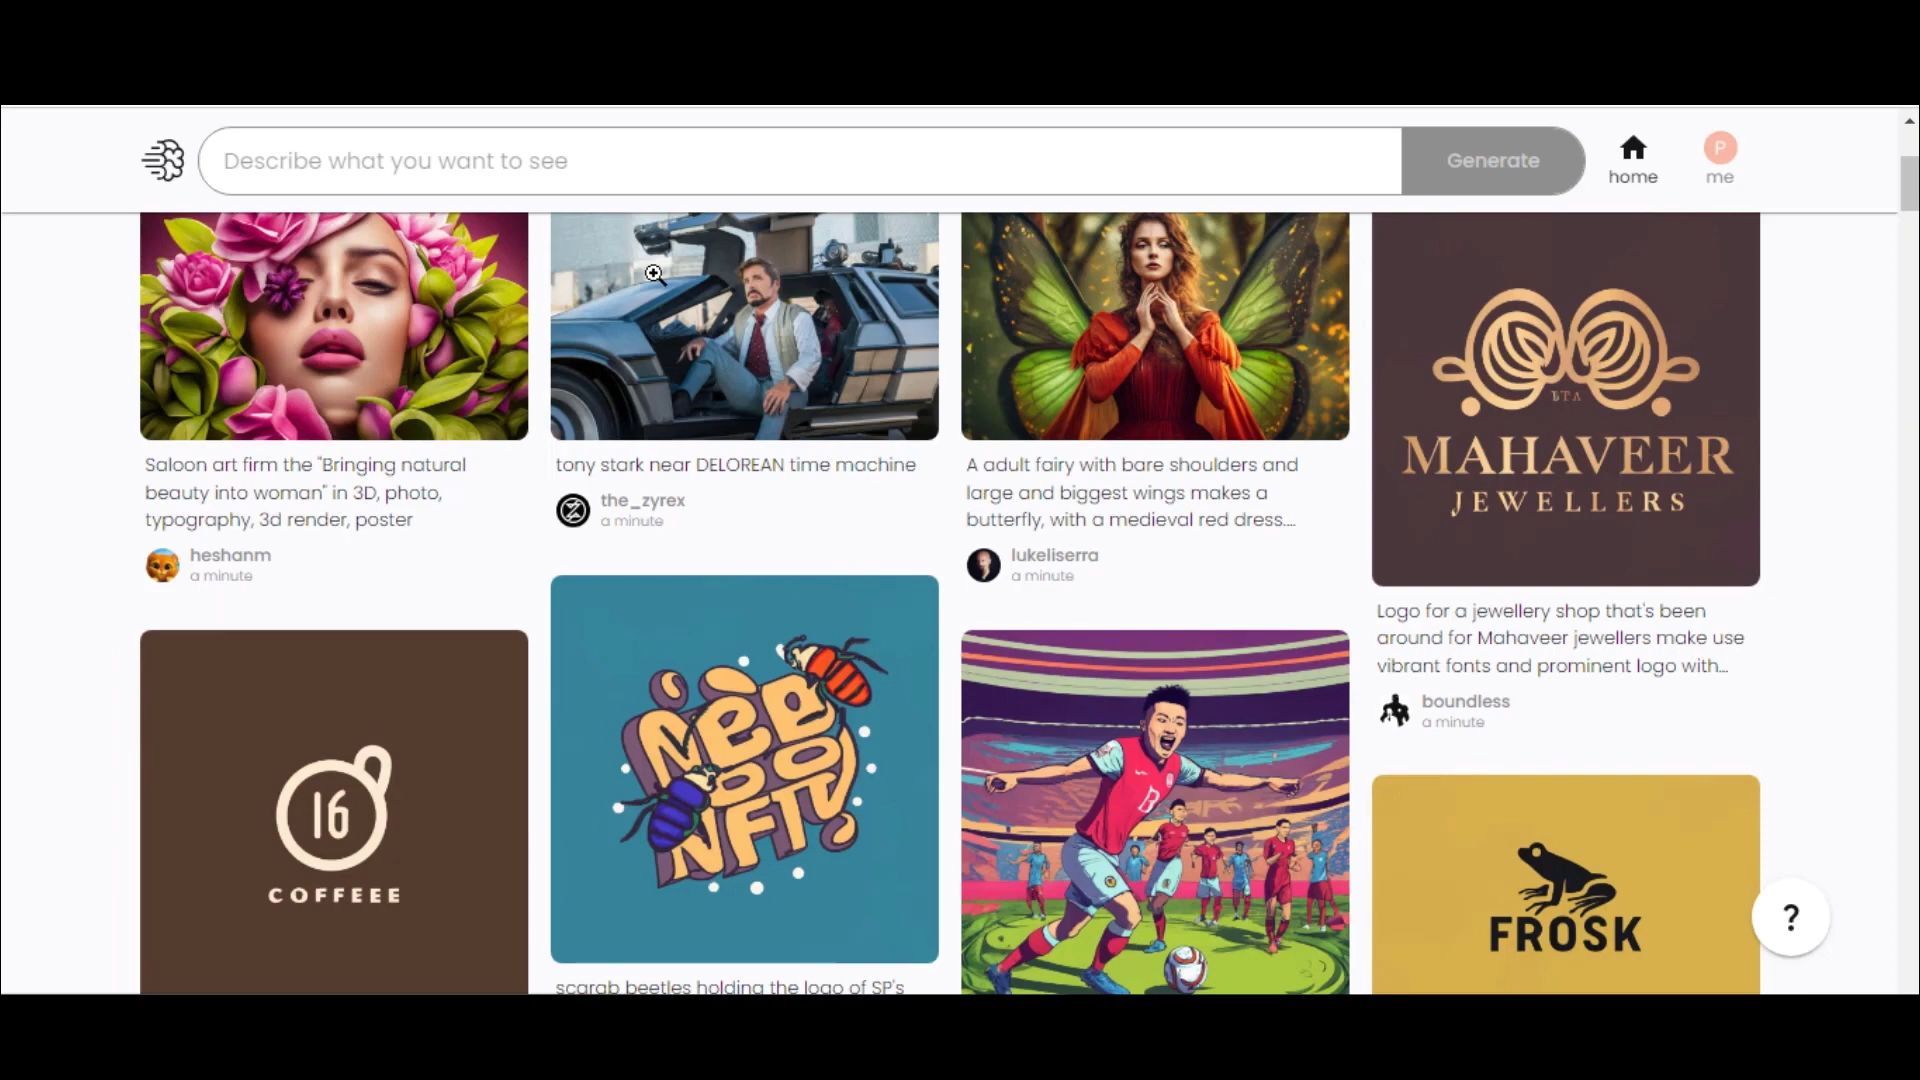 Describe what you want to see
Generate
home
P
me
Saloon art firm the "Bringing natural
beauty into woman" in 3D, photo,
typography, 3d render, poster
heshanm
a minute
tony stark near DELOREAN time machine
the_zyrex
a minute
A adult fairy with bare shoulders and
large and biggest wings makes a
butterfly, with a medieval red dress....
lukeliserra
a minute
MAHAVEER
JEWELLERS
Logo for a jewellery shop that's been
around for Mahaveer jewellers make use
vibrant fonts and prominent logo with...
boundless
a minute
16
COFFEEE
NFT
scarab beetles holding the logo of SP's
B
FROSK
?